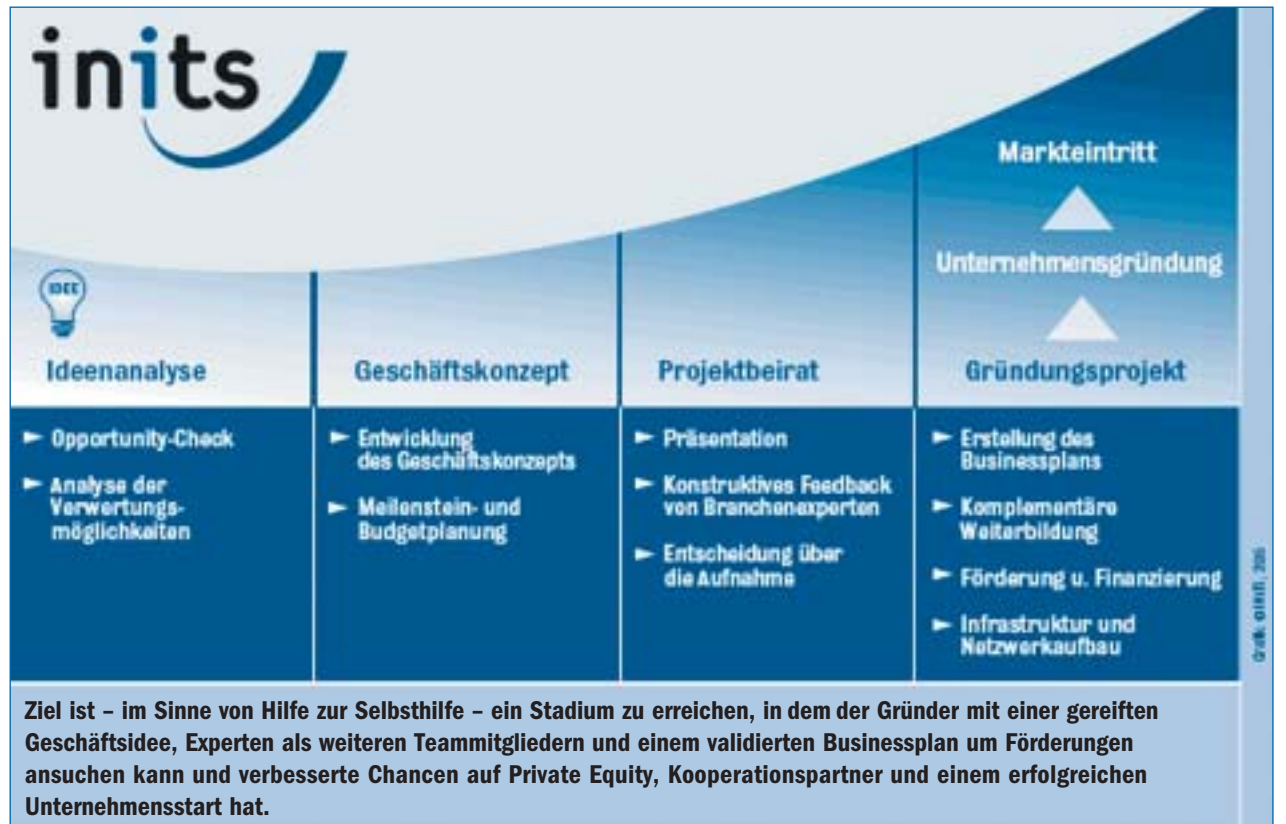 inits
Markteintritt
Unternehmensgründung
IDEE
Ideenanalyse
Geschäftskonzept
Projektbeirat
Gründungsprojekt
► Opportunity-Check
► Analyse der
Verwertungs-
möglichkeiten
► Entwicklung
des Geschäftskonzepts
► Meilenstein- und
Budgetplanung
► Präsentation
► Konstruktives Feedback
von Branchenexperten
► Entscheidung über
die Aufnahme
► Erstellung des
Businessplans
► Komplementäre
Weiterbildung
► Förderung u. Finanzierung
► Infrastruktur und
Netzwerkaufbau
Grafik:
Ziel ist – im Sinne von Hilfe zur Selbsthilfe – ein Stadium zu erreichen, in dem der Gründer mit einer gereiften
Geschäftsidee, Experten als weiteren Teammitgliedern und einem validierten Businessplan um Förderungen
ansuchen kann und verbesserte Chancen auf Private Equity, Kooperationspartner und einem erfolgreichen
Unternehmensstart hat.